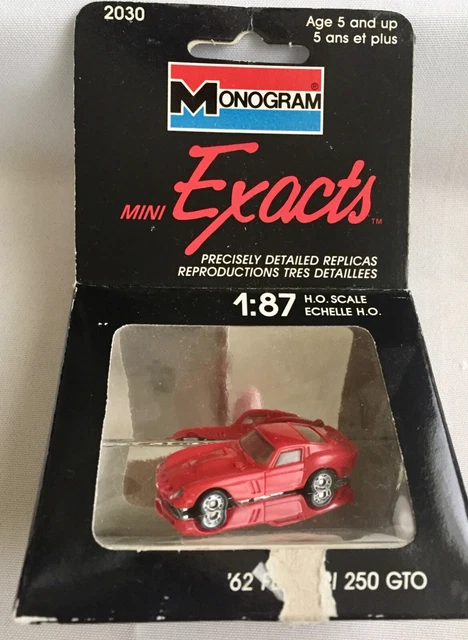 2030
Age 5 and up
5 ans et plus
MONOGRAM®
MINI Exacts™
PRECISELY DETAILED REPLICAS
REPRODUCTIONS TRES DETAILLEES
1:87 H.O. SCALE
ECHELLE H.O.
'62 250 GTO